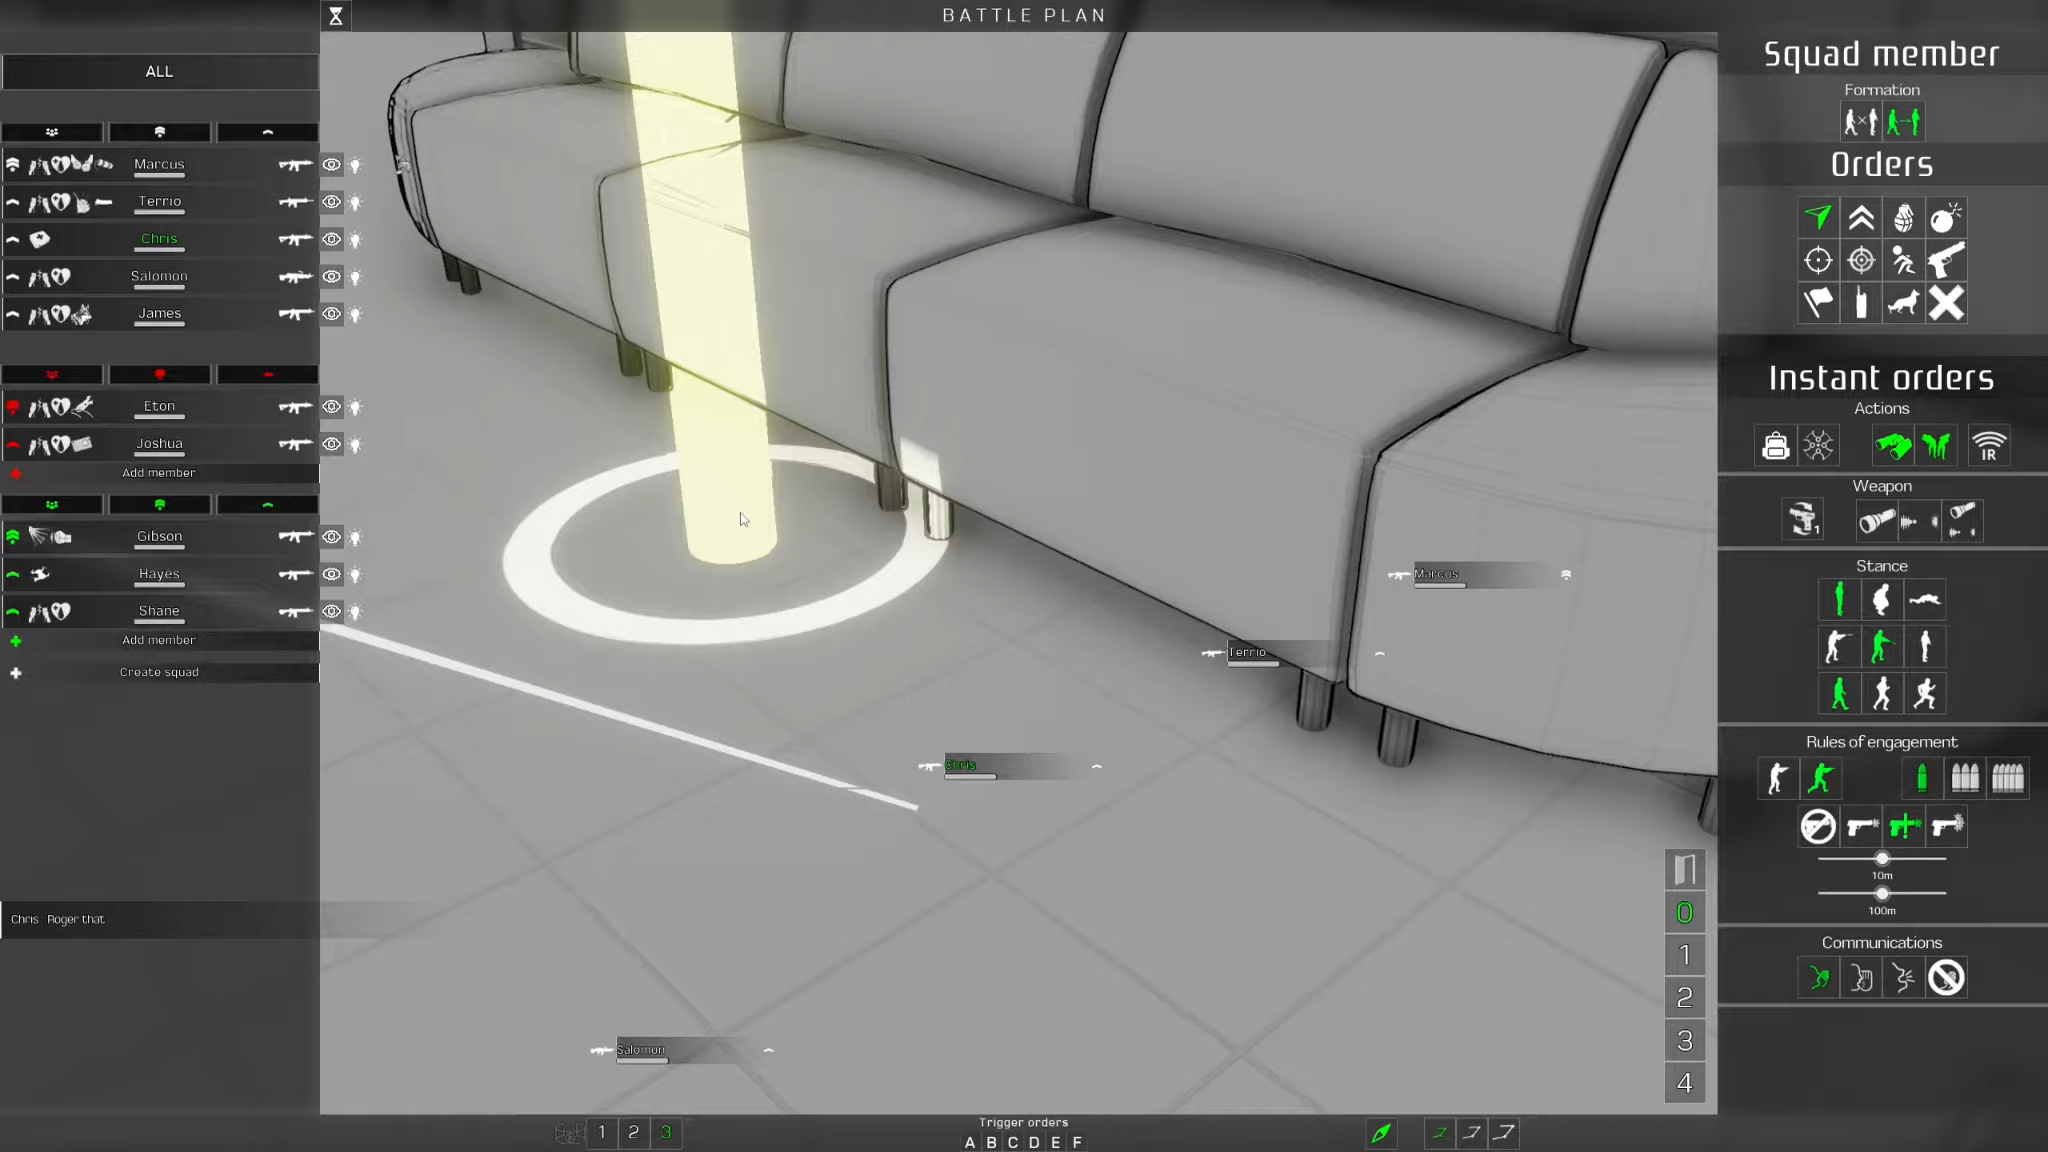 BATTLE PLAN
ALL
Marcus
Terrio
Chris
Salomon
James
Eton
Joshua
Add member
Gibson
Hayes
Shane
Add member
Create squad
Chris : Roger that
Marcus
Terrio
Chris
Salomon
0
1
2
3
4
1 2 3
Trigger orders
A B C D E F
Squad member
Formation
Orders
Instant orders
Actions
IR
Weapon
1
Stance
Rules of engagement
10m
100m
Communications